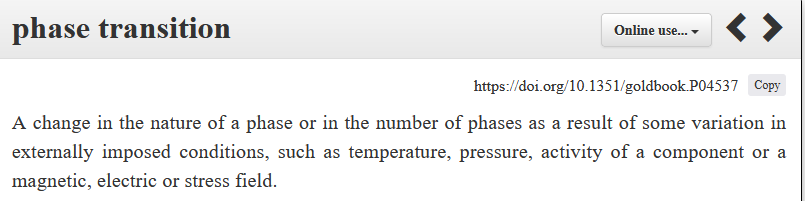 phase transition
Online use...
https://doi.org/10.1351/goldbook.P04537
Copy
A change in the nature of a phase or in the number of phases as a result of some variation in
externally imposed conditions, such as temperature, pressure, activity of a component or a
magnetic, electric or stress field.